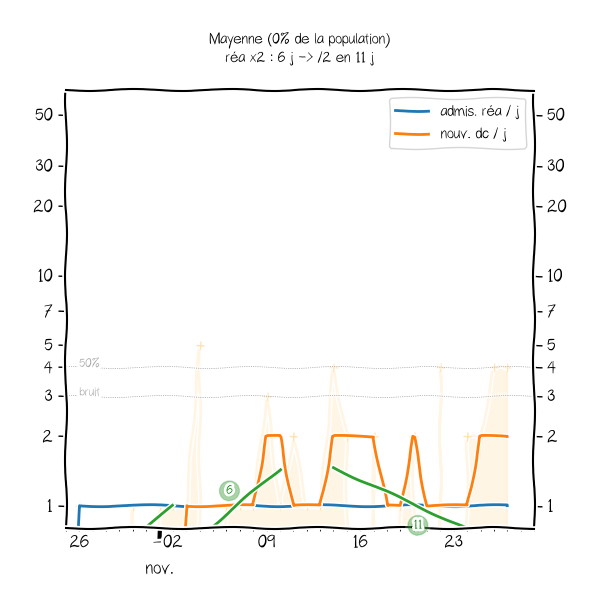 Mayenne (0% de la population)
réa x2 : 6 j -> /2 en 11 j
admis. réa / j
nouv. dc / j
50 50
30 30
20 20
10 10
7 7
5 5
50%
4 4
bruit
3 3
2 2
6
1 1
11
26 02 09 16 23
nov.